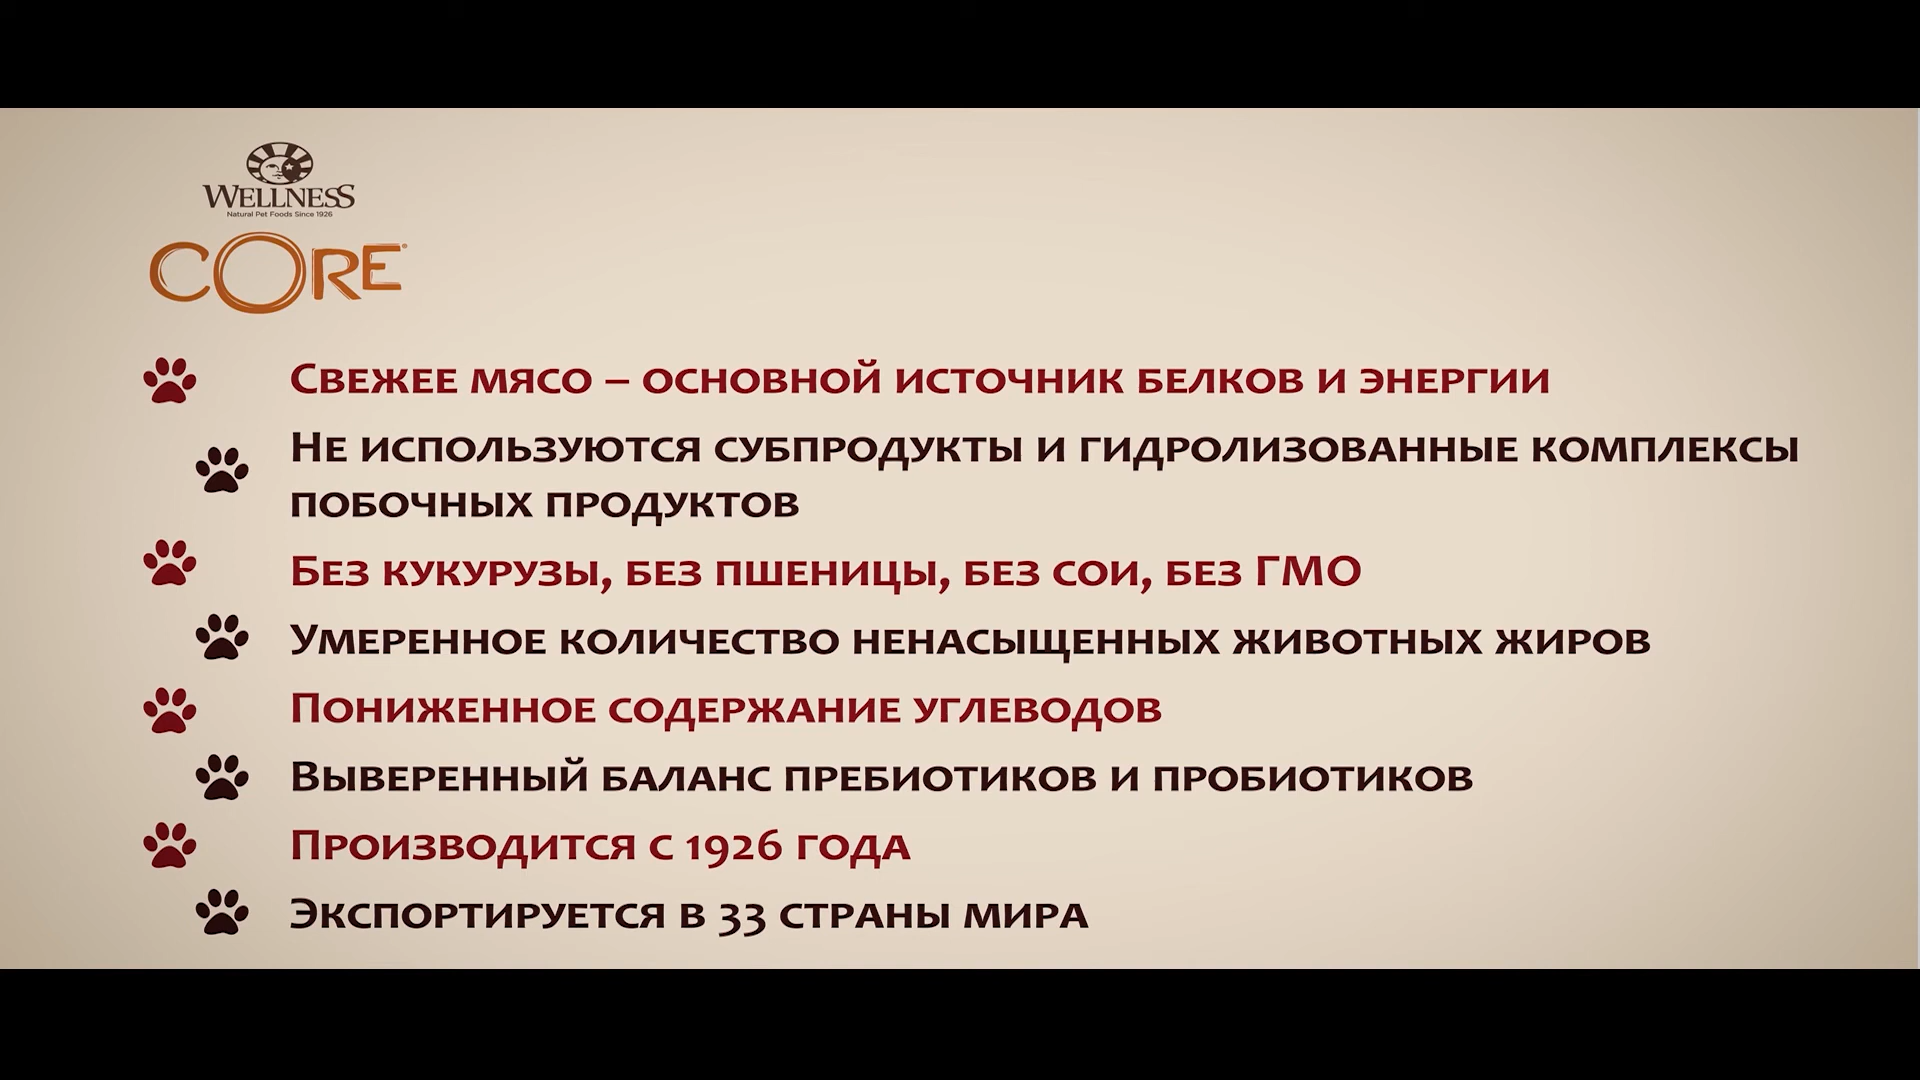 WELLNESS
Natural Pet Foods Since 1926
CORE®
Свежее мясо – основной источник белков и энергии
Не используются субпродукты и гидролизованные комплексы
побочных продуктов
Без кукурузы, без пшеницы, без сои, без ГМО
Умеренное количество ненасыщенных животных жиров
Пониженное содержание углеводов
Выверенный баланс пребиотиков и пробиотиков
Производится с 1926 года
Экспортируется в 33 страны мира